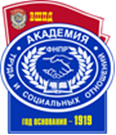 ВШПД
АКАДЕМИЯ
ФНПР
ТРУДА И СОЦИАЛЬНЫХ ОТНОШЕНИЙ
ГОД ОСНОВАНИЯ - 1919